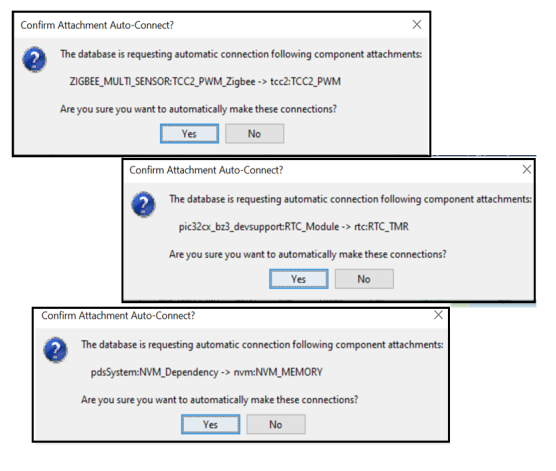 Confirm Attachment Auto-Connect?
The database is requesting automatic connection following component attachments:
ZIGBEE_MULTI_SENSOR:TCC2_PWM_Zigbee -> tcc2:TCC2_PWM
Are you sure you want to automatically make these connections?
Yes No
Confirm Attachment Auto-Connect?
The database is requesting automatic connection following component attachments:
pic32cx_bz3_devsupport:RTC_Module -> rtc:RTC_TMR
Are you sure you want to automatically make these connections?
Yes No
Confirm Attachment Auto-Connect?
The database is requesting automatic connection following component attachments:
pdsSystem:NVM_Dependency -> nvm:NVM_MEMORY
Are you sure you want to automatically make these connections?
Yes No